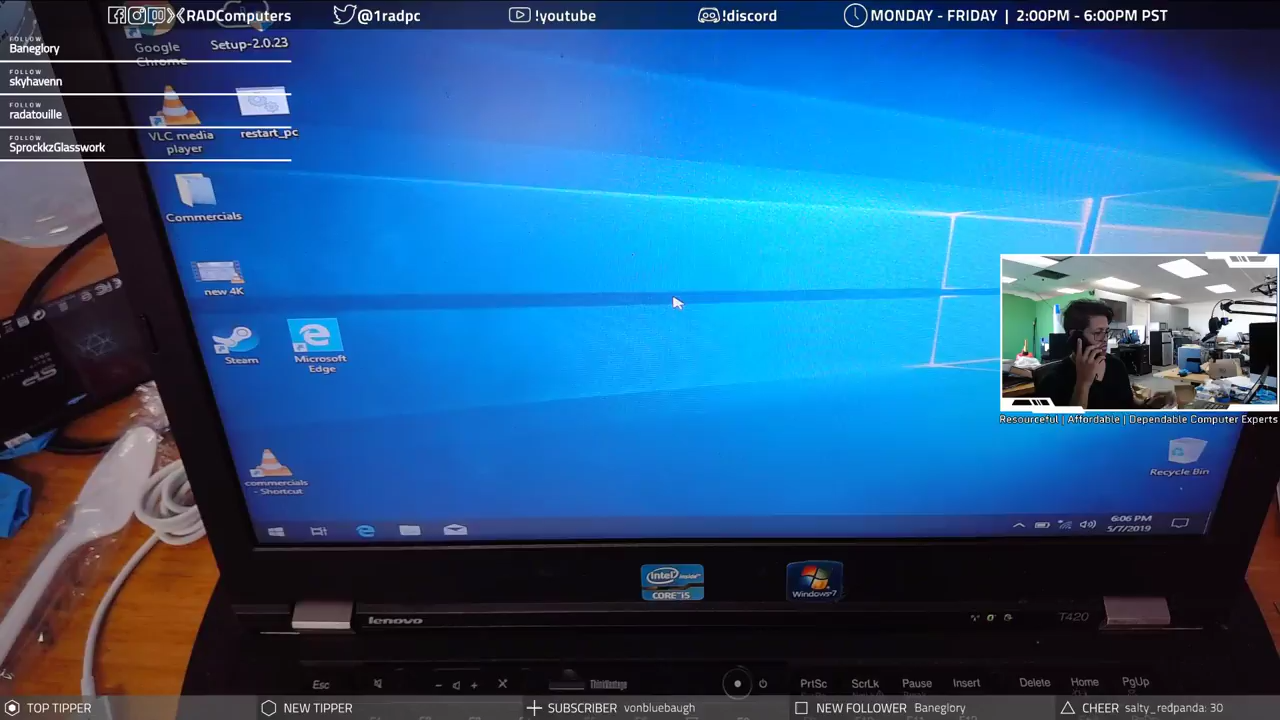 RADComputers
@1radpc
!youtube
!discord
MONDAY - FRIDAY | 2:00PM - 6:00PM PST
FOLLOW
Baneglory
FOLLOW
skyhavenn
FOLLOW
radatouille
FOLLOW
SprockkzGlasswork
Google
Chrome
Setup-2.0.23
VLC media
player
restart_pc
Commercials
new 4K
Steam
Microsoft
Edge
commercials
- Shortcut
Recycle Bin
6:06 PM
5/7/2019
Resourceful | Affordable | Dependable Computer Experts
SP
intel inside
CORE i5
Windows 7
lenovo
T420
Esc
ThinkVantage
PrtSc
ScrLk
Pause
Insert
Delete
Home
PgUp
TOP TIPPER
NEW TIPPER
SUBSCRIBER vonbluebaugh
NEW FOLLOWER Baneglory
CHEER salty_redpanda: 30